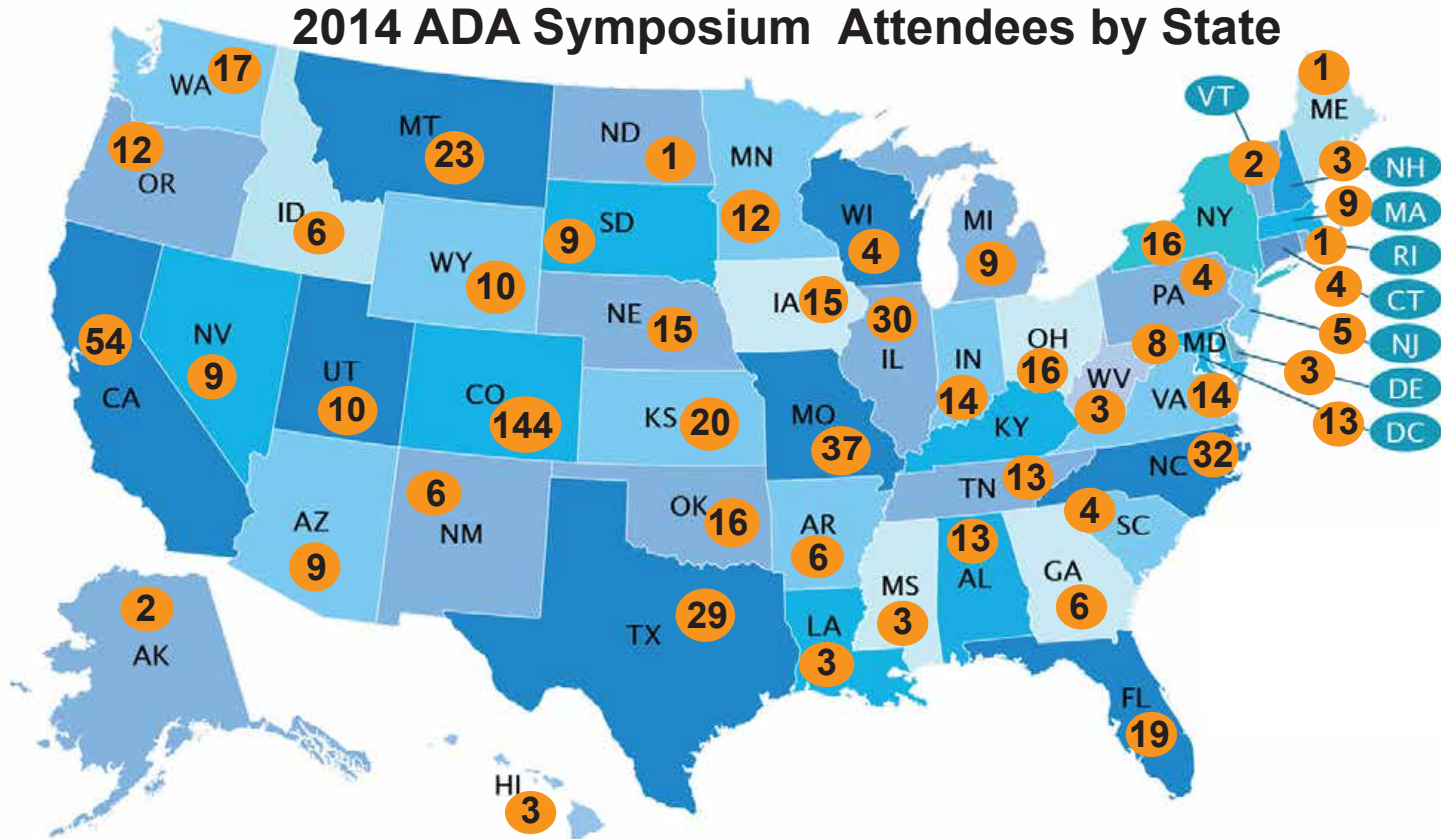 2014 ADA Symposium Attendees by State
WA 17
12
OR
MT
23
ID
6
ND
1
MN
12
SD
9
WY
10
WI
4
MI
9
VT
2
1
ME
3
NH
9
MA
1
RI
4
CT
5
NJ
3
DE
13
DC
NY
16
4
PA
54
CA
NV
9
UT
10
CO
144
NE
15
IA 15
30
IL
IN
14
OH
16
8
MD
WV
3
VA 14
KS 20
MO
37
KY
NC 32
TN 13
4
SC
AZ
9
6
NM
OK 16
AR
6
MS
3
13
AL
GA
6
TX
29
LA
3
FL
19
2
AK
HI
3